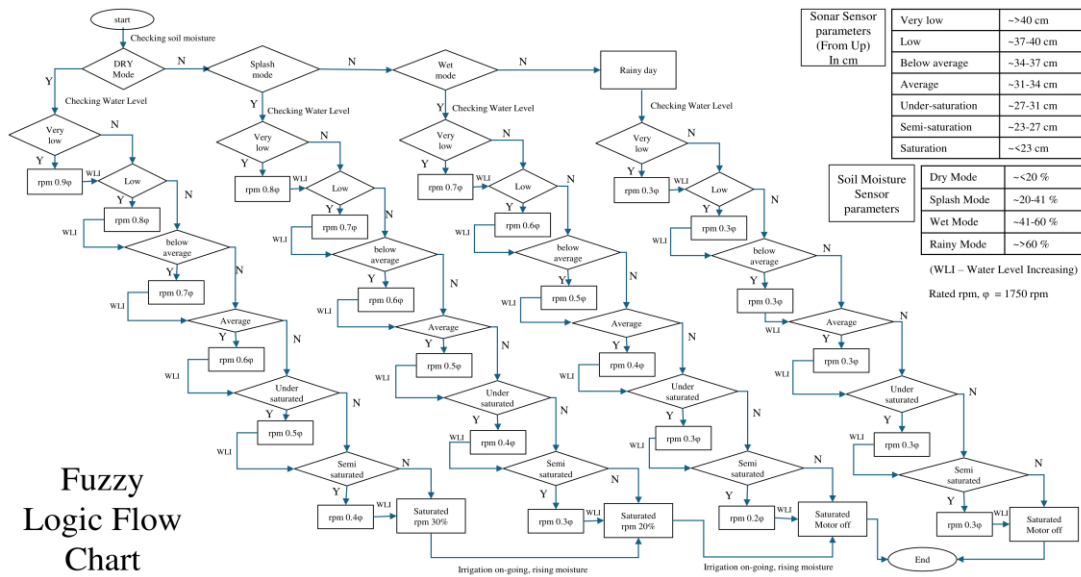 start
Checking soil moisture
DRY
Mode
N
Y
Splash
mode
N
Y
Wet
mode
N
Y
Rainy day
Checking Water Level
Checking Water Level
Checking Water Level
Checking Water Level
Very
low
N
Y
rpm 0.9φ
WLI
Low
N
Y
rpm 0.8φ
WLI
below
average
N
Y
rpm 0.7φ
WLI
Average
N
Y
rpm 0.6φ
WLI
Under
saturated
N
Y
rpm 0.5φ
WLI
Semi
saturated
N
Y
rpm 0.4φ
WLI
Saturated
rpm 30%
Very
low
N
Y
rpm 0.8φ
WLI
Low
N
Y
rpm 0.7φ
WLI
below
average
N
Y
rpm 0.6φ
WLI
Average
N
Y
rpm 0.5φ
WLI
Under
saturated
N
Y
rpm 0.4φ
WLI
Semi
saturated
N
Y
rpm 0.3φ
WLI
Saturated
rpm 20%
Very
low
N
Y
rpm 0.7φ
WLI
Low
N
Y
rpm 0.6φ
WLI
below
average
N
Y
rpm 0.5φ
WLI
Average
N
Y
rpm 0.4φ
WLI
Under
saturated
N
Y
rpm 0.3φ
WLI
Semi
saturated
N
Y
rpm 0.2φ
WLI
Saturated
Motor off
Very
low
N
Y
rpm 0.3φ
WLI
Low
N
Y
rpm 0.3φ
WLI
below
average
N
Y
rpm 0.3φ
WLI
Average
N
Y
rpm 0.3φ
WLI
Under
saturated
N
Y
rpm 0.3φ
WLI
Semi
saturated
N
Y
rpm 0.3φ
WLI
Saturated
Motor off
End
Irrigation on-going, rising moisture
Irrigation on-going, rising moisture
Sonar Sensor
parameters
(From Up)
In cm
Very low ~>40 cm
Low ~37-40 cm
Below average ~34-37 cm
Average ~31-34 cm
Under-saturation ~27-31 cm
Semi-saturation ~23-27 cm
Saturation ~<23 cm
Soil Moisture
Sensor
parameters
Dry Mode ~<20 %
Splash Mode ~20-41 %
Wet Mode ~41-60 %
Rainy Mode ~>60 %
(WLI – Water Level Increasing)
Rated rpm, φ = 1750 rpm
Fuzzy
Logic Flow
Chart